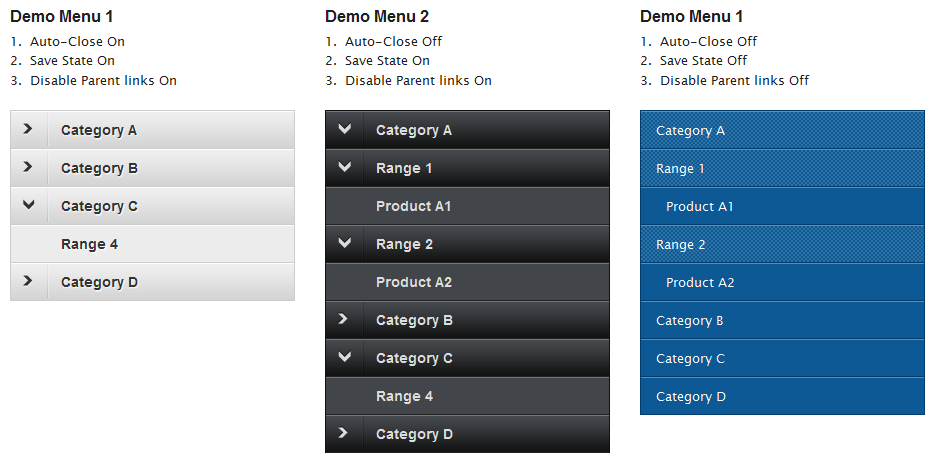 Demo Menu 1
1. Auto-Close On
2. Save State On
3. Disable Parent links On
Category A
Category B
Category C
Range 4
Category D
Demo Menu 2
1. Auto-Close Off
2. Save State On
3. Disable Parent links On
Category A
Range 1
Product A1
Range 2
Product A2
Category B
Category C
Range 4
Category D
Demo Menu 1
1. Auto-Close Off
2. Save State Off
3. Disable Parent links Off
Category A
Range 1
Product A1
Range 2
Product A2
Category B
Category C
Category D